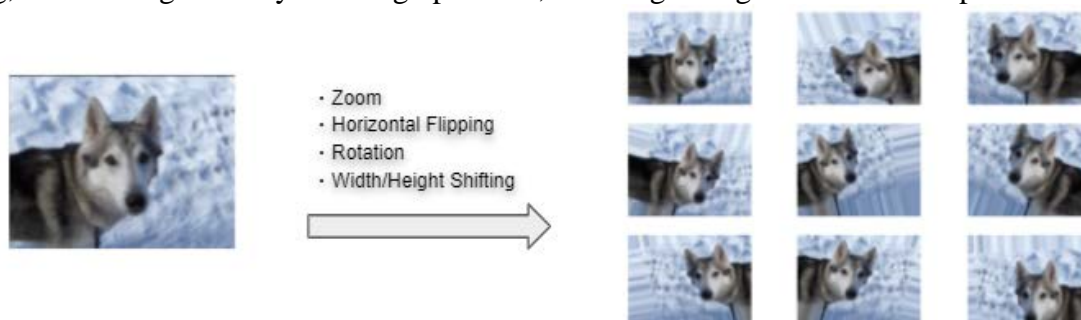 · Zoom
· Horizontal Flipping
· Rotation
· Width/Height Shifting